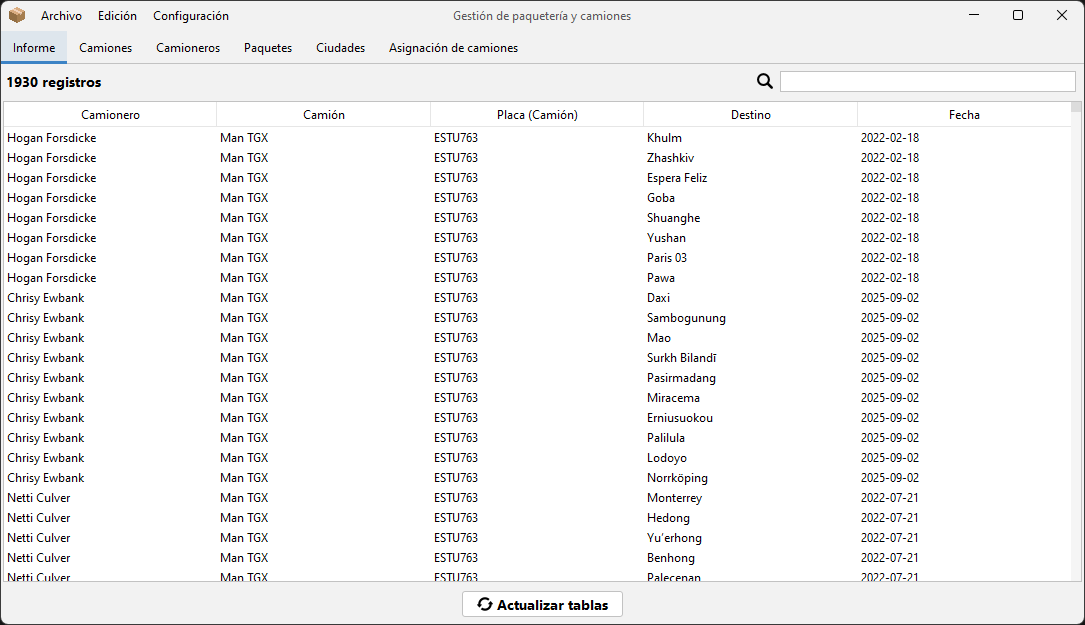 Archivo Edición Configuración Gestión de paquetería y camiones
Informe Camiones Camioneros Paquetes Ciudades Asignación de camiones
1930 registros
Camionero Camión Placa (Camión) Destino Fecha
Hogan Forsdicke Man TGX ESTU763 Khulm 2022-02-18
Hogan Forsdicke Man TGX ESTU763 Zhashkiv 2022-02-18
Hogan Forsdicke Man TGX ESTU763 Espera Feliz 2022-02-18
Hogan Forsdicke Man TGX ESTU763 Goba 2022-02-18
Hogan Forsdicke Man TGX ESTU763 Shuanghe 2022-02-18
Hogan Forsdicke Man TGX ESTU763 Yushan 2022-02-18
Hogan Forsdicke Man TGX ESTU763 Paris 03 2022-02-18
Hogan Forsdicke Man TGX ESTU763 Pawa 2022-02-18
Chrisy Ewbank Man TGX ESTU763 Daxi 2025-09-02
Chrisy Ewbank Man TGX ESTU763 Sambogunung 2025-09-02
Chrisy Ewbank Man TGX ESTU763 Mao 2025-09-02
Chrisy Ewbank Man TGX ESTU763 Surkh Bilandī 2025-09-02
Chrisy Ewbank Man TGX ESTU763 Pasirmadang 2025-09-02
Chrisy Ewbank Man TGX ESTU763 Miracema 2025-09-02
Chrisy Ewbank Man TGX ESTU763 Erniusuokou 2025-09-02
Chrisy Ewbank Man TGX ESTU763 Palilula 2025-09-02
Chrisy Ewbank Man TGX ESTU763 Lodoyo 2025-09-02
Chrisy Ewbank Man TGX ESTU763 Norrköping 2025-09-02
Netti Culver Man TGX ESTU763 Monterrey 2022-07-21
Netti Culver Man TGX ESTU763 Hedong 2022-07-21
Netti Culver Man TGX ESTU763 Yu’erhong 2022-07-21
Netti Culver Man TGX ESTU763 Benhong 2022-07-21
Netti Culver Man TGX ESTU763 Palecenan 2022-07-21
Actualizar tablas